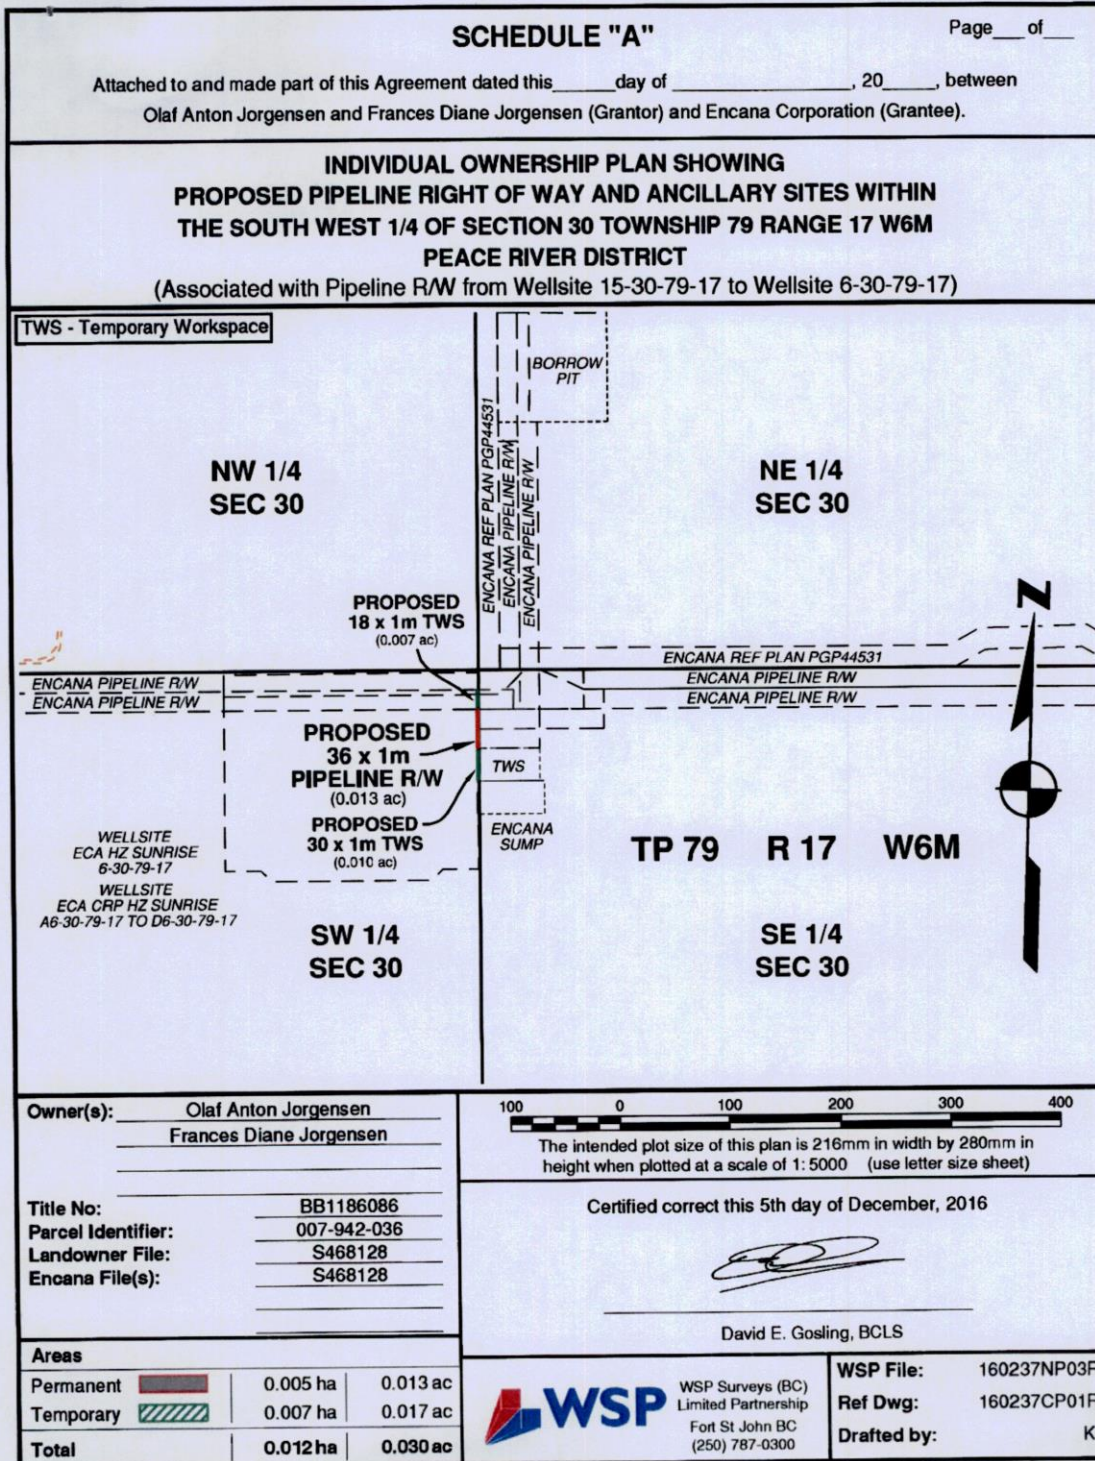 SCHEDULE "A"
Page___ of___
Attached to and made part of this Agreement dated this______day of ________________, 20_____, between
Olaf Anton Jorgensen and Frances Diane Jorgensen (Grantor) and Encana Corporation (Grantee).
INDIVIDUAL OWNERSHIP PLAN SHOWING
PROPOSED PIPELINE RIGHT OF WAY AND ANCILLARY SITES WITHIN
THE SOUTH WEST 1/4 OF SECTION 30 TOWNSHIP 79 RANGE 17 W6M
PEACE RIVER DISTRICT
(Associated with Pipeline R/W from Wellsite 15-30-79-17 to Wellsite 6-30-79-17)
TWS - Temporary Workspace
BORROW
PIT
ENCANA REF PLAN PGP44531
ENCANA PIPELINE R/W
ENCANA PIPELINE R/W
NW 1/4
SEC 30
NE 1/4
SEC 30
PROPOSED
18 x 1m TWS
(0.007 ac)
N
ENCANA REF PLAN PGP44531
ENCANA PIPELINE R/W
ENCANA PIPELINE R/W
ENCANA PIPELINE R/W
ENCANA PIPELINE R/W
PROPOSED
36 x 1m
PIPELINE R/W
(0.013 ac)
TWS
PROPOSED
30 x 1m TWS
(0.010 ac)
ENCANA
SUMP
WELLSITE
ECA HZ SUNRISE
6-30-79-17
WELLSITE
ECA CRP HZ SUNRISE
A6-30-79-17 TO D6-30-79-17
TP 79 R 17 W6M
SW 1/4
SEC 30
SE 1/4
SEC 30
Owner(s): Olaf Anton Jorgensen
Frances Diane Jorgensen
Title No: BB1186086
Parcel Identifier: 007-942-036
Landowner File: S468128
Encana File(s): S468128
100 0 100 200 300 400
The intended plot size of this plan is 216mm in width by 280mm in
height when plotted at a scale of 1: 5000 (use letter size sheet)
Certified correct this 5th day of December, 2016
David E. Gosling, BCLS
Areas
Permanent 0.005 ha 0.013 ac
Temporary 0.007 ha 0.017 ac
Total 0.012 ha 0.030 ac
WSP
WSP Surveys (BC)
Limited Partnership
Fort St John BC
(250) 787-0300
WSP File: 160237NP03
Ref Dwg: 160237CP01
Drafted by: K